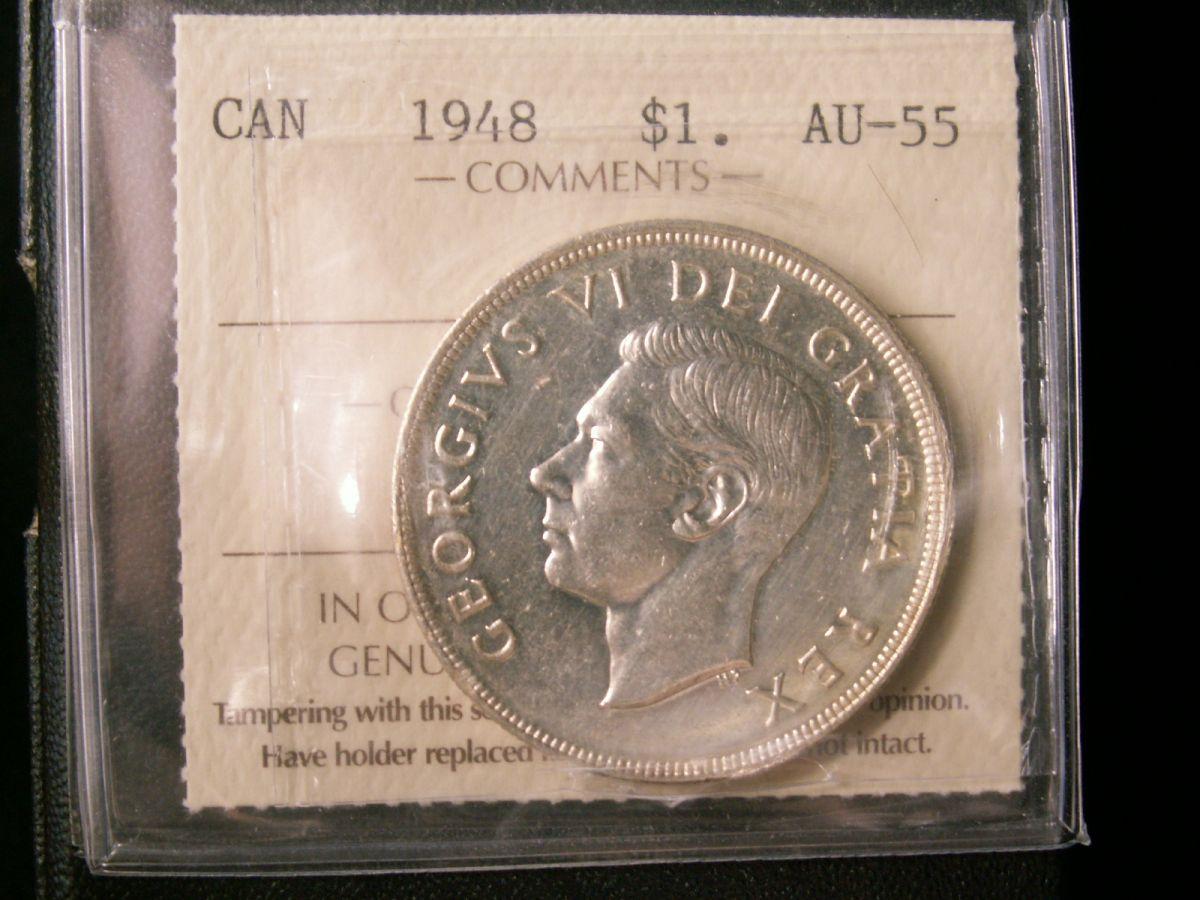 CAN 1948 $1. AU-55
— COMMENTS —
GEORGIVS VI DEI GRATIA REX
IN
GENU
Tampering with this opinion.
Have holder replaced not intact.